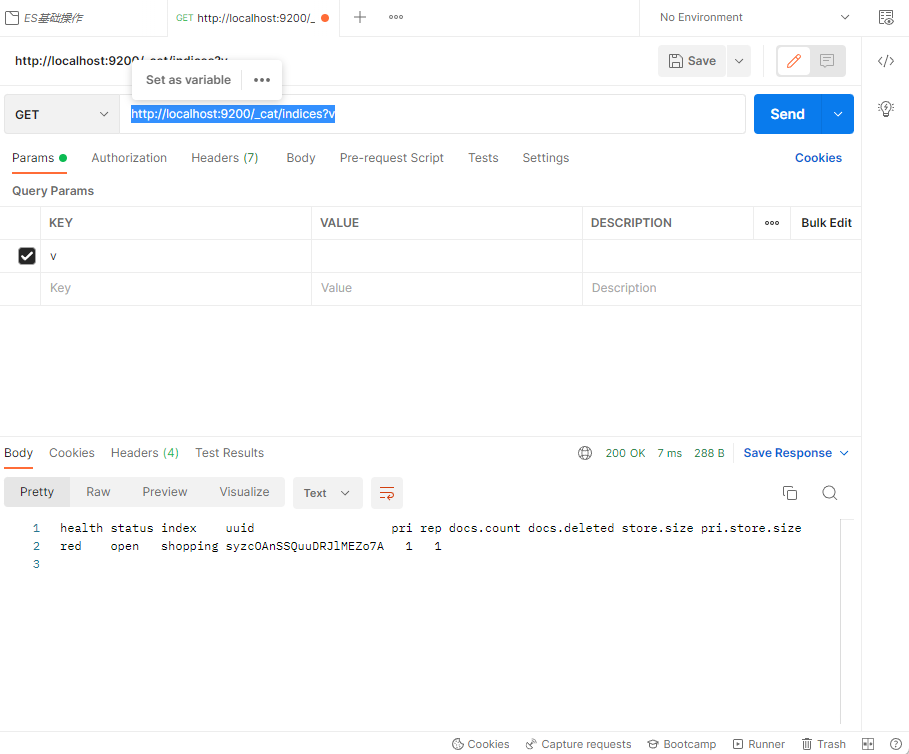 ES基础操作
GET http://localhost:9200/_
No Environment
http://localhost:9200/_cat/indices?v
Save
Set as variable
GET
http://localhost:9200/_cat/indices?v
Send
Params
Authorization
Headers (7)
Body
Pre-request Script
Tests
Settings
Cookies
Query Params
KEY VALUE DESCRIPTION Bulk Edit
v
Key Value Description
Body Cookies Headers (4) Test Results 200 OK 7 ms 288 B Save Response
Pretty Raw Preview Visualize Text
1 health status index uuid pri rep docs.count docs.deleted store.size pri.store.size
2 red open shopping syzcOAnSSQuuDRJlMEZo7A 1 1
3
Cookies Capture requests Bootcamp Runner Trash